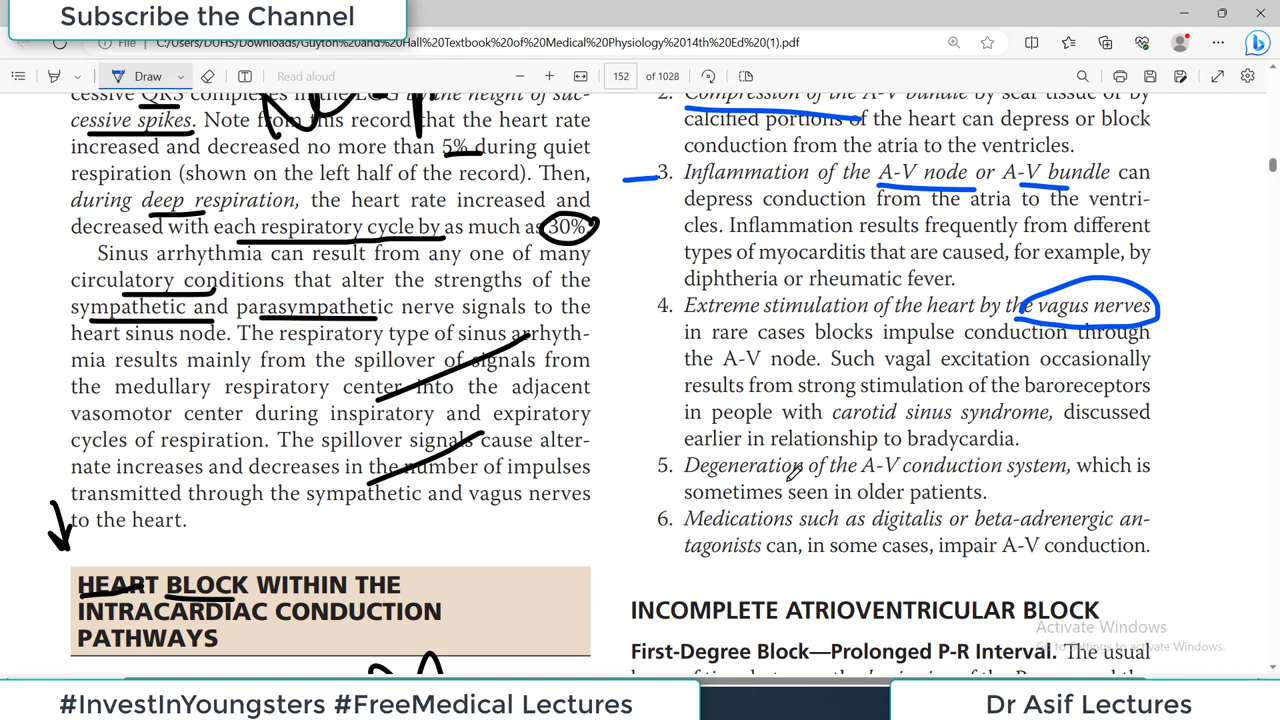 Subscribe the Channel
File
C:/Users/DUHS/Downloads/Guyton%20and%20Hall%20Textbook%20of%20Medical%20Physiology%2014th%20Ed%20(1).pdf
Draw
Read aloud
152
of 1028
cessive QRS complexes in the ECG by the height of suc-
cessive spikes. Note from this record that the heart rate
increased and decreased no more than 5% during quiet
respiration (shown on the left half of the record). Then,
during deep respiration, the heart rate increased and
decreased with each respiratory cycle by as much as 30%.
Sinus arrhythmia can result from any one of many
circulatory conditions that alter the strengths of the
sympathetic and parasympathetic nerve signals to the
heart sinus node. The respiratory type of sinus arrhyth-
mia results mainly from the spillover of signals from
the medullary respiratory center into the adjacent
vasomotor center during inspiratory and expiratory
cycles of respiration. The spillover signals cause alter-
nate increases and decreases in the number of impulses
transmitted through the sympathetic and vagus nerves
to the heart.
HEART BLOCK WITHIN THE
INTRACARDIAC CONDUCTION
PATHWAYS
2. Compression of the A-V bundle by scar tissue or by
calcified portions of the heart can depress or block
conduction from the atria to the ventricles.
3. Inflammation of the A-V node or A-V bundle can
depress conduction from the atria to the ventri-
cles. Inflammation results frequently from different
types of myocarditis that are caused, for example, by
diphtheria or rheumatic fever.
4. Extreme stimulation of the heart by the vagus nerves
in rare cases blocks impulse conduction through
the A-V node. Such vagal excitation occasionally
results from strong stimulation of the baroreceptors
in people with carotid sinus syndrome, discussed
earlier in relationship to bradycardia.
5. Degeneration of the A-V conduction system, which is
sometimes seen in older patients.
6. Medications such as digitalis or beta-adrenergic an-
tagonists can, in some cases, impair A-V conduction.
INCOMPLETE ATRIOVENTRICULAR BLOCK
First-Degree Block—Prolonged P-R Interval. The usual
Activate Windows
Go to Settings to activate Windows.
#InvestInYoungsters #FreeMedical Lectures
Dr Asif Lectures